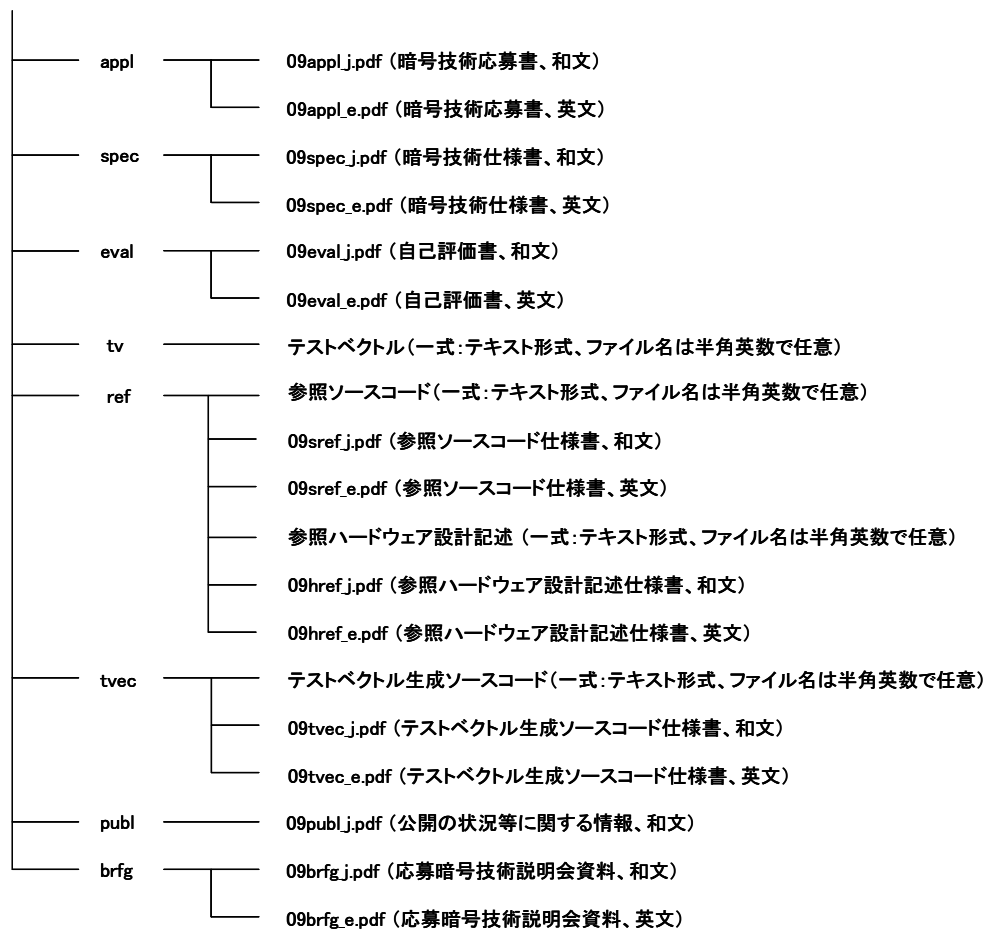 appl 09appl_j.pdf (暗号技術応募書、和文)
09appl_e.pdf (暗号技術応募書、英文)
spec 09spec_j.pdf (暗号技術仕様書、和文)
09spec_e.pdf (暗号技術仕様書、英文)
eval 09eval_j.pdf (自己評価書、和文)
09eval_e.pdf (自己評価書、英文)
tv テストベクトル(一式:テキスト形式、ファイル名は半角英数で任意)
ref 参照ソースコード(一式:テキスト形式、ファイル名は半角英数で任意)
09sref_j.pdf (参照ソースコード仕様書、和文)
09sref_e.pdf (参照ソースコード仕様書、英文)
参照ハードウェア設計記述 (一式:テキスト形式、ファイル名は半角英数で任意)
09href_j.pdf (参照ハードウェア設計記述仕様書、和文)
09href_e.pdf (参照ハードウェア設計記述仕様書、英文)
tvec テストベクトル生成ソースコード(一式:テキスト形式、ファイル名は半角英数で任意)
09tvec_j.pdf (テストベクトル生成ソースコード仕様書、和文)
09tvec_e.pdf (テストベクトル生成ソースコード仕様書、英文)
publ 09publ_j.pdf (公開の状況等に関する情報、和文)
brfg 09brfg_j.pdf (応募暗号技術説明会資料、和文)
09brfg_e.pdf (応募暗号技術説明会資料、英文)